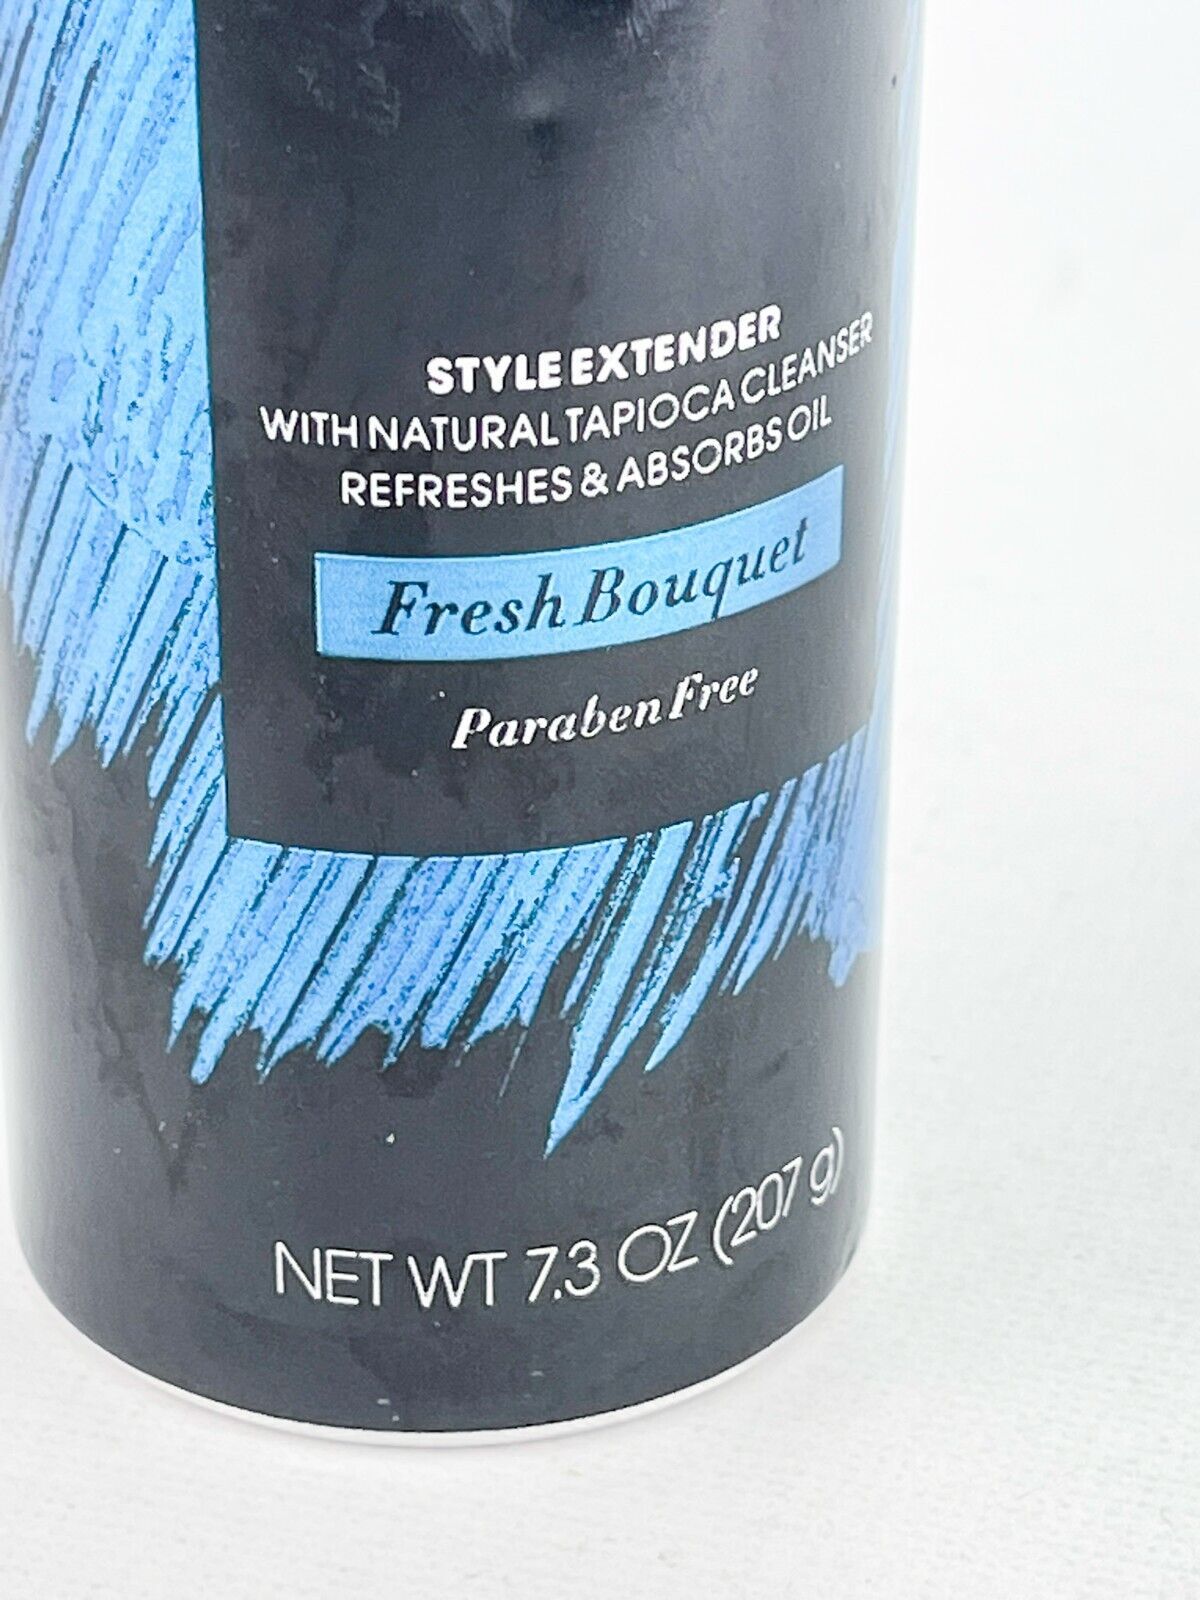 STYLE EXTENDER
WITH NATURAL TAPIOCA CLEANSER
REFRESHES & ABSORBS OIL
Fresh Bouquet
Paraben Free
NET WT 7.3 OZ (207 g)